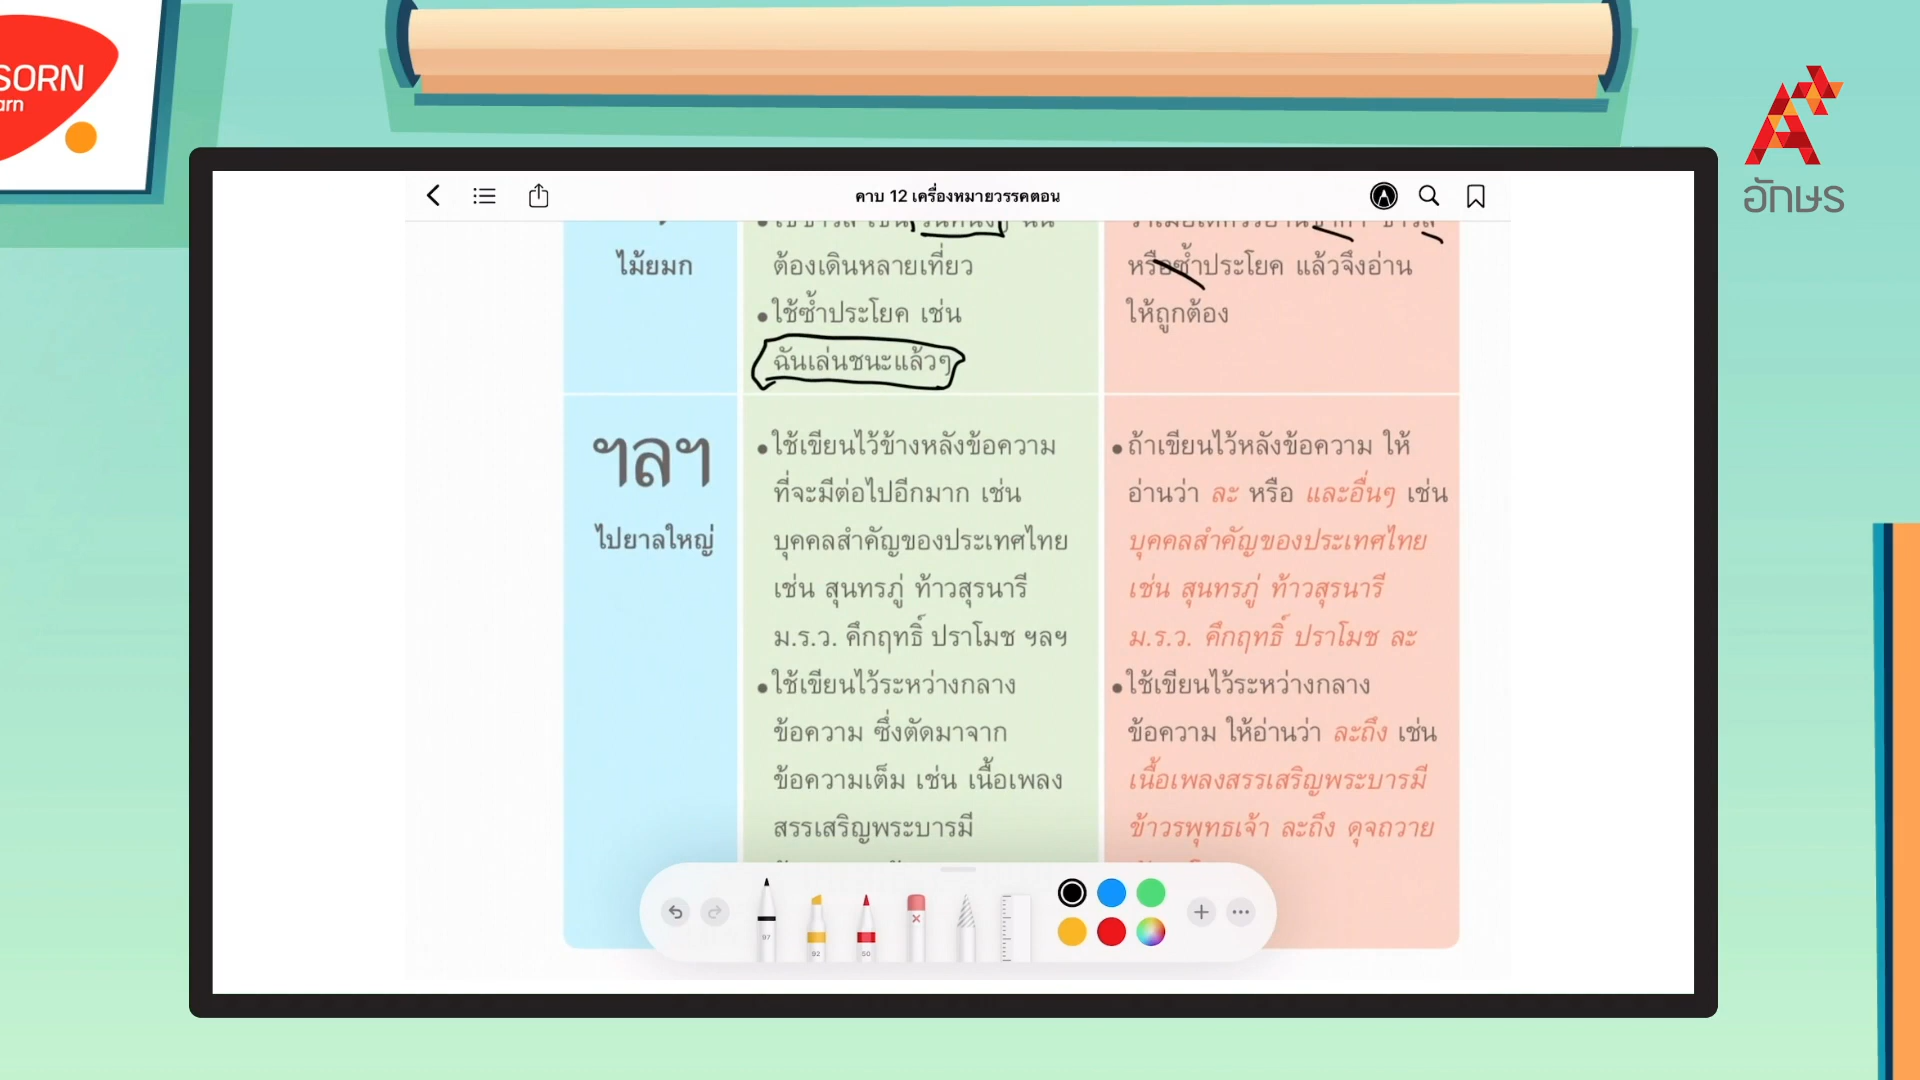 SORN
arn
อักษร
คาบ 12 เครื่องหมายวรรคตอน
ไม้ยมก
ต้องเดินหลายเที่ยว
•ใช้ซ้ำประโยค เช่น
ฉันเล่นชนะแล้วๆ
หรือซ้ำประโยค แล้วจึงอ่าน
ให้ถูกต้อง
ฯลฯ
ไปยาลใหญ่
•ใช้เขียนไว้ข้างหลังข้อความ
ที่จะมีต่อไปอีกมาก เช่น
บุคคลสำคัญของประเทศไทย
เช่น สุนทรภู่ ท้าวสุรนารี
ม.ร.ว. คึกฤทธิ์ ปราโมช ฯลฯ
•ใช้เขียนไว้ระหว่างกลาง
ข้อความ ซึ่งตัดมาจาก
ข้อความเต็ม เช่น เนื้อเพลง
สรรเสริญพระบารมี
•ถ้าเขียนไว้หลังข้อความ ให้
อ่านว่า ละ หรือ และอื่นๆ เช่น
บุคคลสำคัญของประเทศไทย
เช่น สุนทรภู่ ท้าวสุรนารี
ม.ร.ว. คึกฤทธิ์ ปราโมช ละ
•ใช้เขียนไว้ระหว่างกลาง
ข้อความ ให้อ่านว่า ละถึง เช่น
เนื้อเพลงสรรเสริญพระบารมี
ข้าวรพุทธเจ้า ละถึง ดุจถวาย
97
92
50